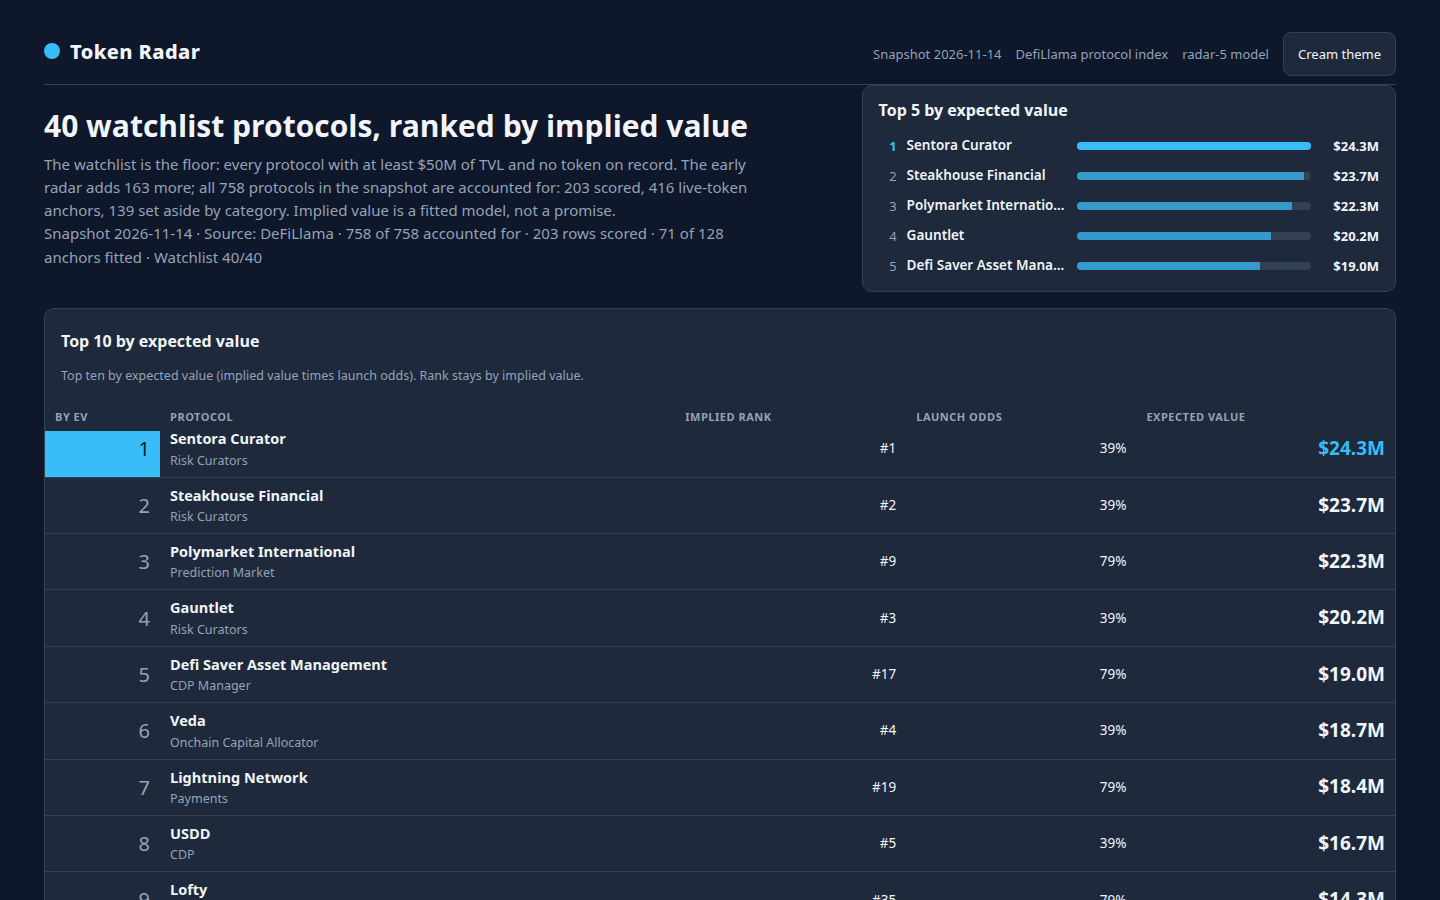 Token Radar
Snapshot 2026-11-14 DefiLlama protocol index radar-5 model Cream theme
40 watchlist protocols, ranked by implied value
The watchlist is the floor: every protocol with at least $50M of TVL and no token on record. The early
radar adds 163 more; all 758 protocols in the snapshot are accounted for: 203 scored, 416 live-token
anchors, 139 set aside by category. Implied value is a fitted model, not a promise.
Snapshot 2026-11-14 · Source: DeFiLlama · 758 of 758 accounted for · 203 rows scored · 71 of 128
anchors fitted · Watchlist 40/40
Top 5 by expected value
1 Sentora Curator $24.3M
2 Steakhouse Financial $23.7M
3 Polymarket Internatio... $22.3M
4 Gauntlet $20.2M
5 Defi Saver Asset Mana... $19.0M
Top 10 by expected value
Top ten by expected value (implied value times launch odds). Rank stays by implied value.
BY EV PROTOCOL IMPLIED RANK LAUNCH ODDS EXPECTED VALUE
1 Sentora Curator #1 39% $24.3M
Risk Curators
2 Steakhouse Financial #2 39% $23.7M
Risk Curators
3 Polymarket International #9 79% $22.3M
Prediction Market
4 Gauntlet #3 39% $20.2M
Risk Curators
5 Defi Saver Asset Management #17 79% $19.0M
CDP Manager
6 Veda #4 39% $18.7M
Onchain Capital Allocator
7 Lightning Network #19 79% $18.4M
Payments
8 USDD #5 39% $16.7M
CDP
9 Lofty #35 79% $14.3M